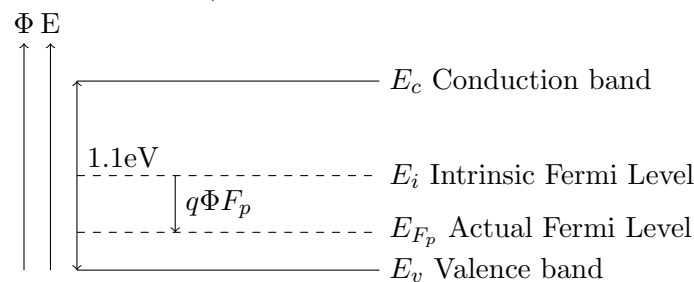 Φ E
E_c Conduction band
1.1eV
E_i Intrinsic Fermi Level
qΦF_p
E_{F_p} Actual Fermi Level
E_v Valence band